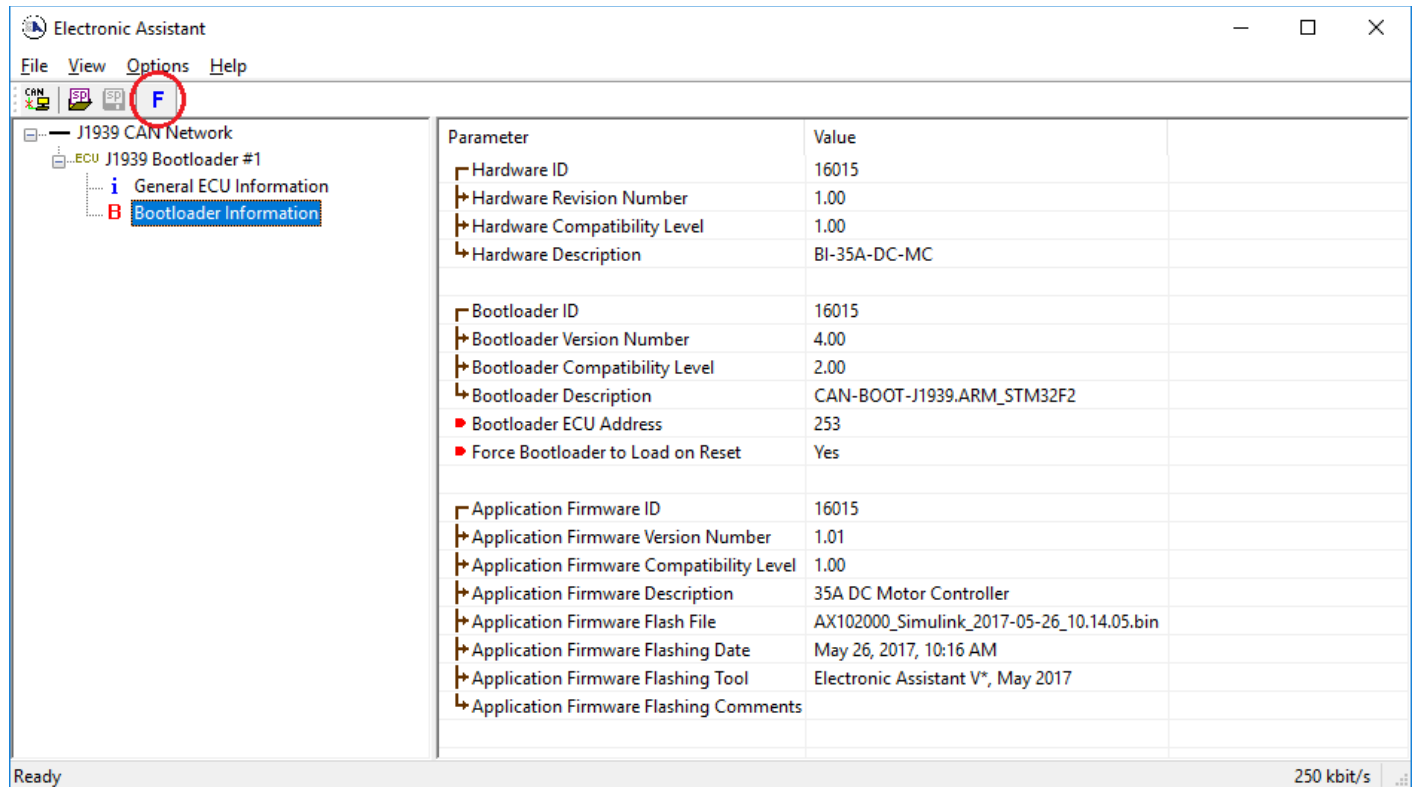 Electronic Assistant
File View Options Help
CAN SP SP F
J1939 CAN Network
ECU J1939 Bootloader #1
i General ECU Information
B Bootloader Information
Parameter Value
Hardware ID 16015
Hardware Revision Number 1.00
Hardware Compatibility Level 1.00
Hardware Description BI-35A-DC-MC
Bootloader ID 16015
Bootloader Version Number 4.00
Bootloader Compatibility Level 2.00
Bootloader Description CAN-BOOT-J1939.ARM_STM32F2
Bootloader ECU Address 253
Force Bootloader to Load on Reset Yes
Application Firmware ID 16015
Application Firmware Version Number 1.01
Application Firmware Compatibility Level 1.00
Application Firmware Description 35A DC Motor Controller
Application Firmware Flash File AX102000_Simulink_2017-05-26_10.14.05.bin
Application Firmware Flashing Date May 26, 2017, 10:16 AM
Application Firmware Flashing Tool Electronic Assistant V*, May 2017
Application Firmware Flashing Comments
Ready 250 kbit/s